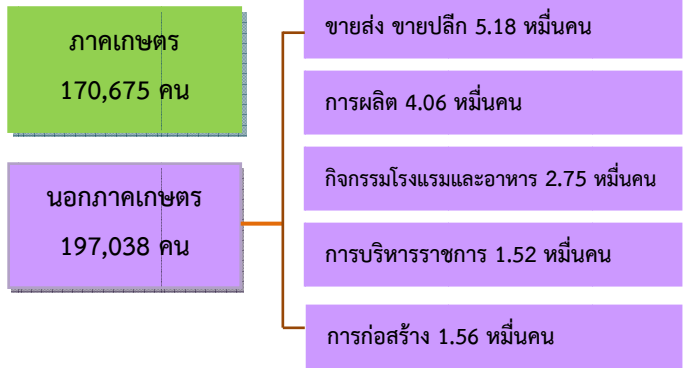 ภาคเกษตร
170,675 คน
นอกภาคเกษตร
197,038 คน
ขายส่ง ขายปลีก 5.18 หมื่นคน
การผลิต 4.06 หมื่นคน
กิจกรรมโรงแรมและอาหาร 2.75 หมื่นคน
การบริหารราชการ 1.52 หมื่นคน
การก่อสร้าง 1.56 หมื่นคน